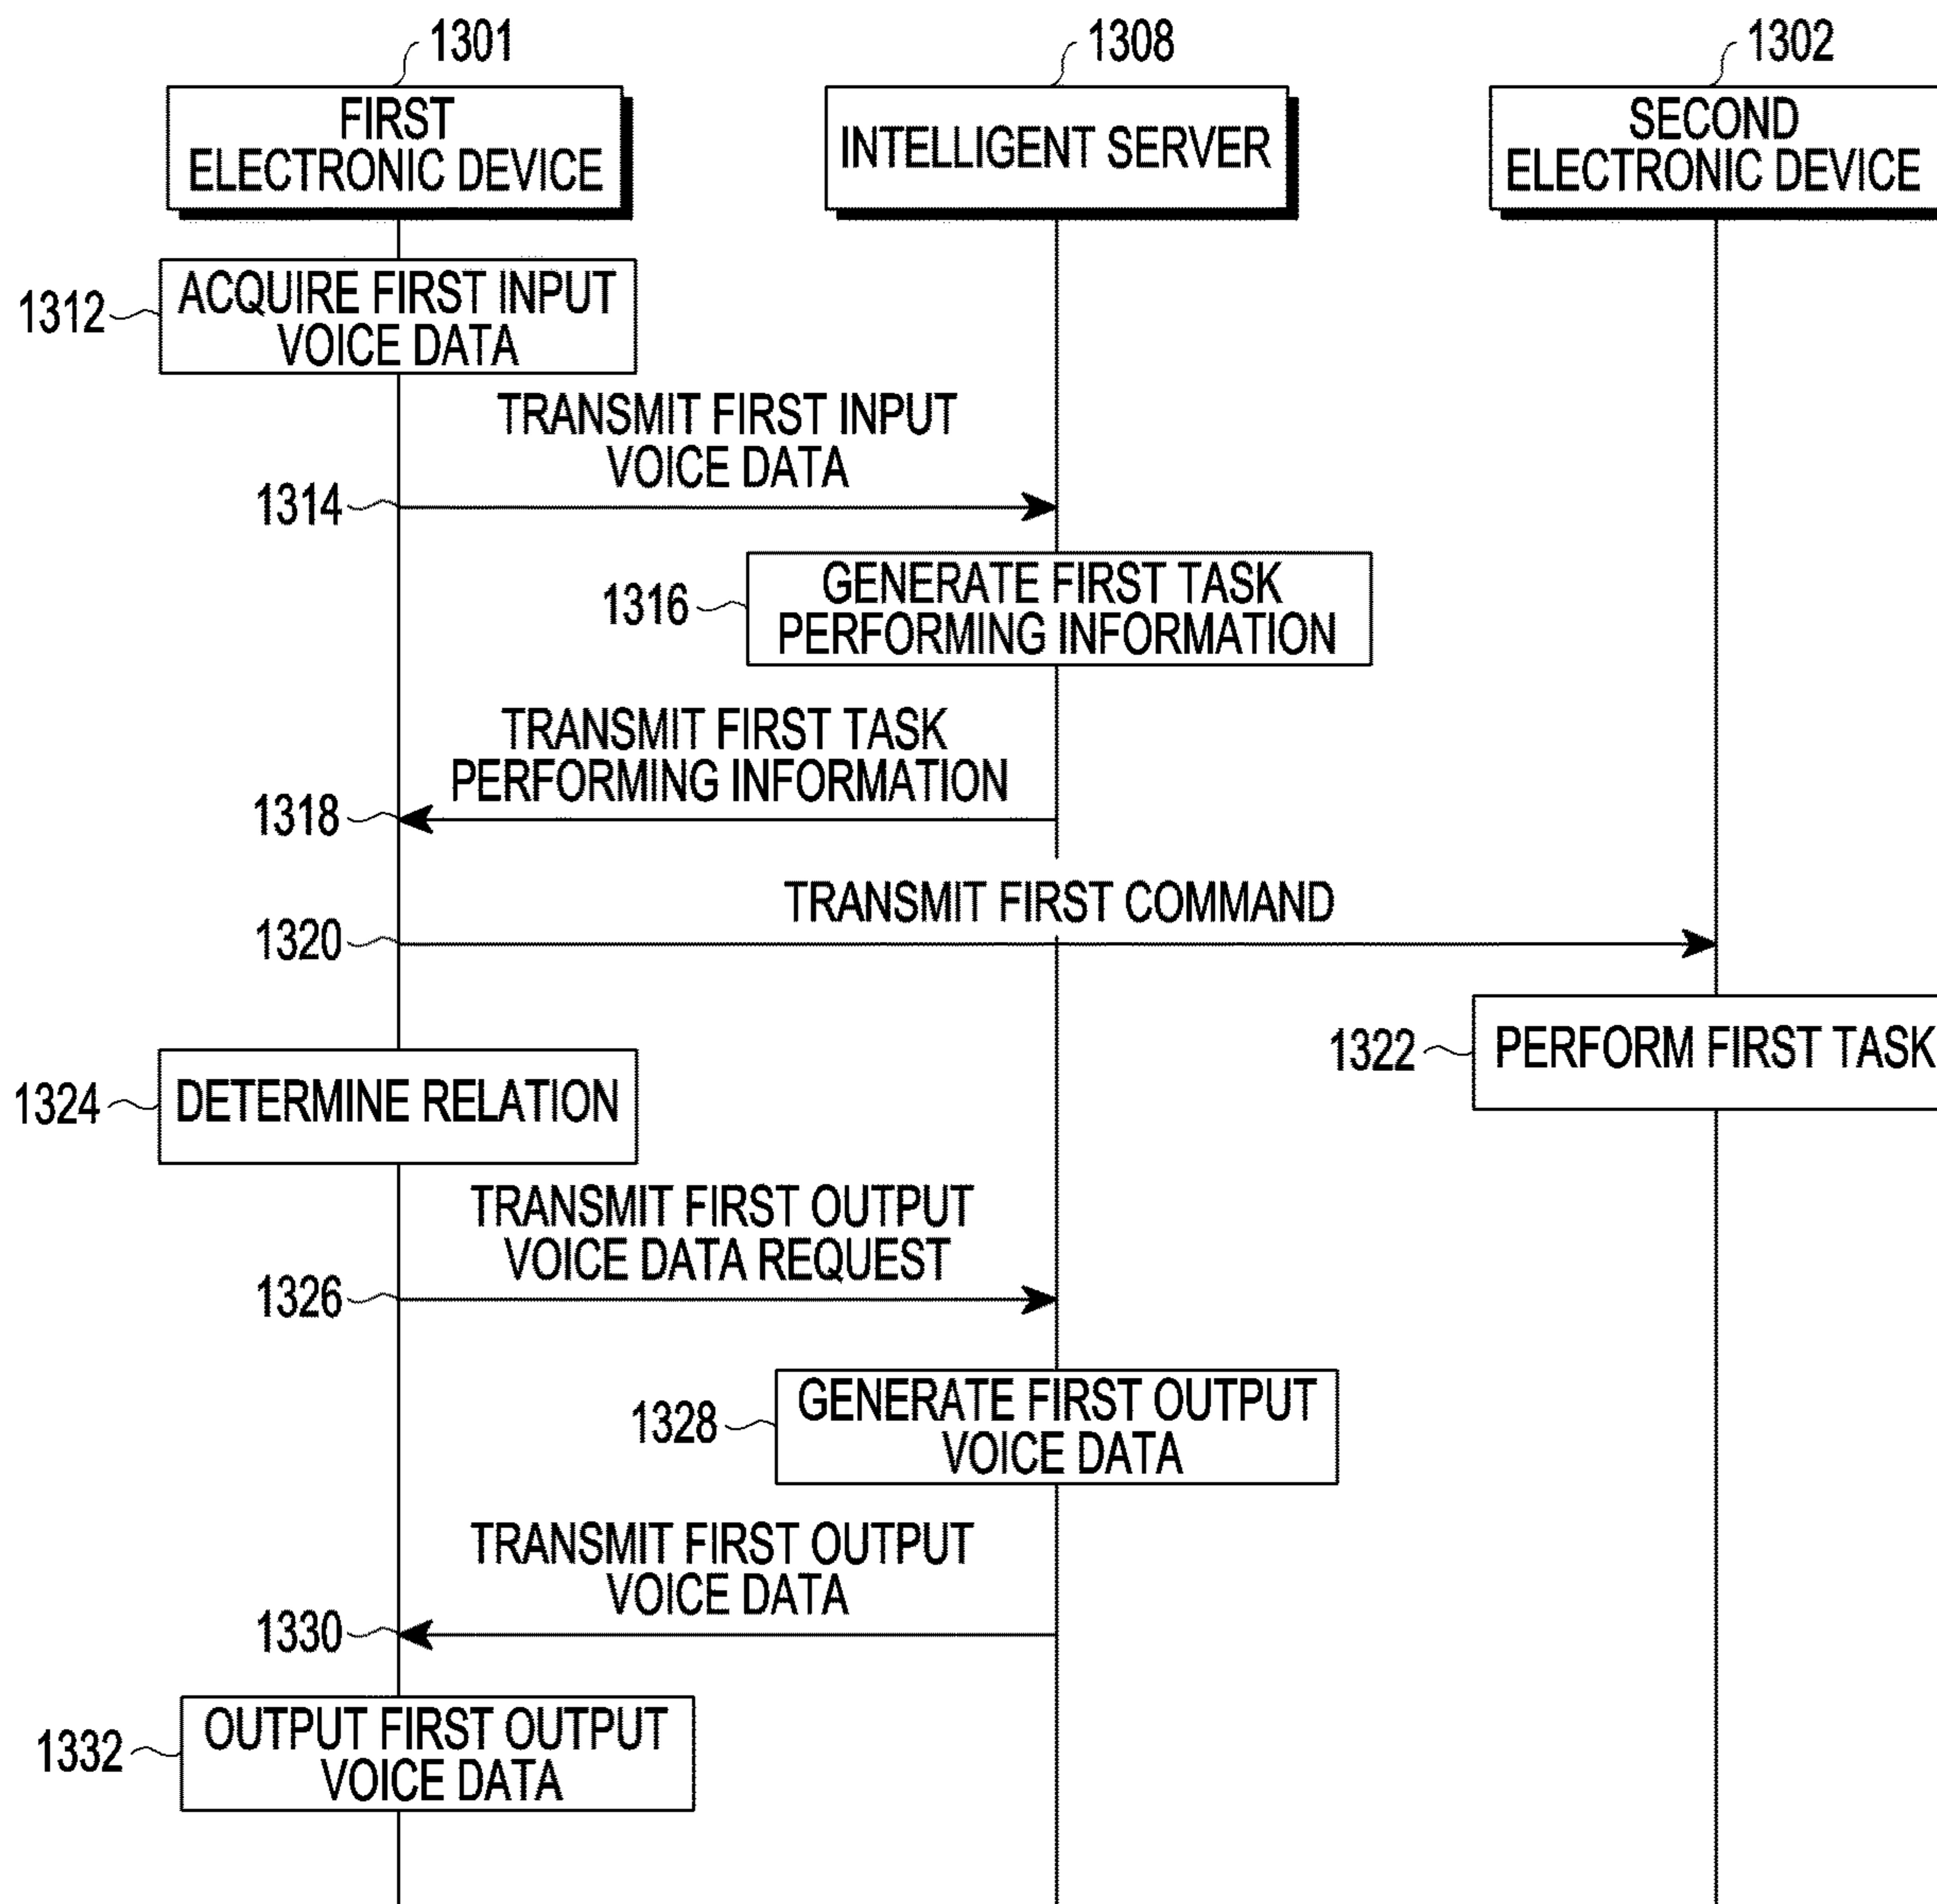 1301
1308
1302
FIRST
ELECTRONIC DEVICE
INTELLIGENT SERVER
SECOND
ELECTRONIC DEVICE
1312
ACQUIRE FIRST INPUT
VOICE DATA
TRANSMIT FIRST INPUT
VOICE DATA
1314
1316
GENERATE FIRST TASK
PERFORMING INFORMATION
TRANSMIT FIRST TASK
PERFORMING INFORMATION
1318
TRANSMIT FIRST COMMAND
1320
1322
PERFORM FIRST TASK
1324
DETERMINE RELATION
TRANSMIT FIRST OUTPUT
VOICE DATA REQUEST
1326
1328
GENERATE FIRST OUTPUT
VOICE DATA
TRANSMIT FIRST OUTPUT
VOICE DATA
1330
1332
OUTPUT FIRST OUTPUT
VOICE DATA